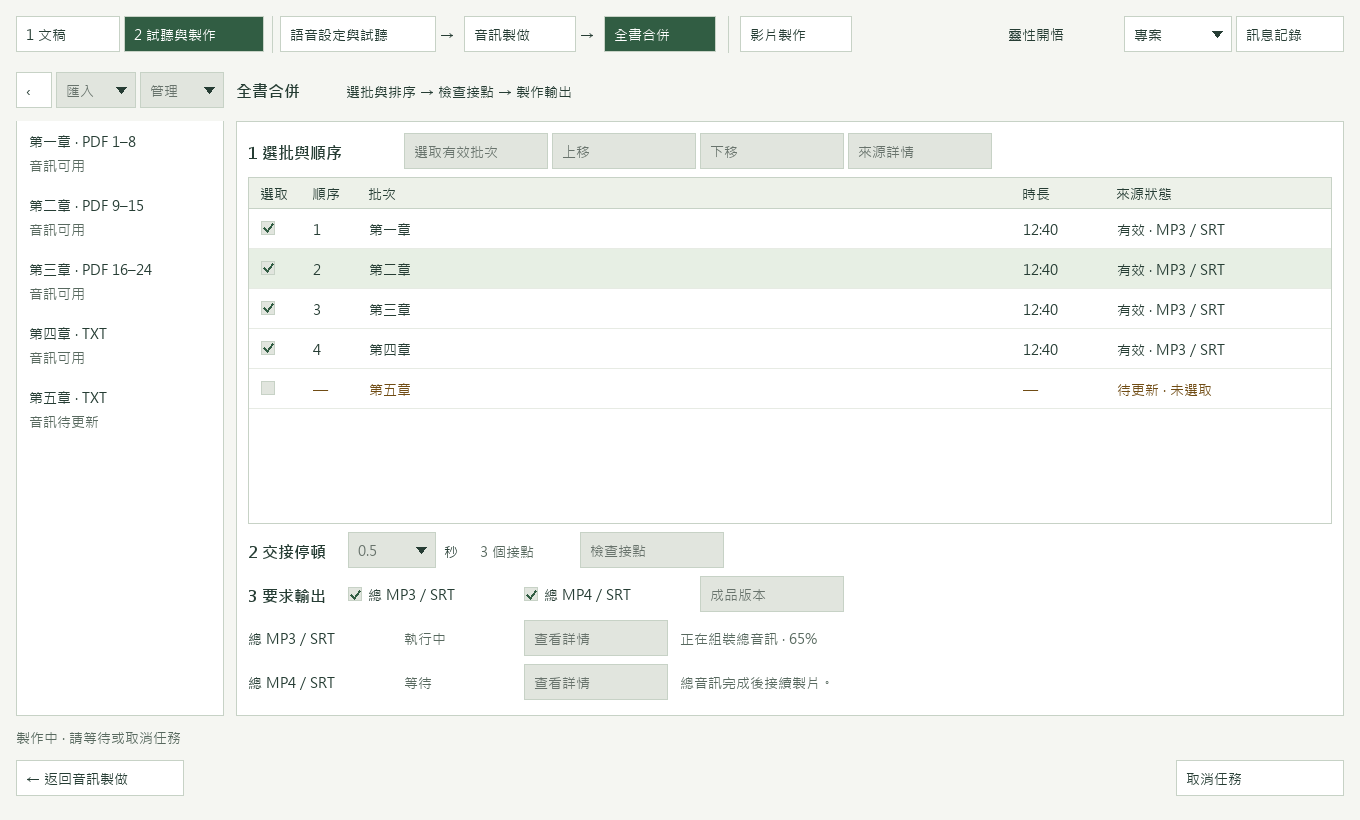 1 文稿 2 試聽與製作 語音設定與試聽 → 音訊製做 → 全書合併 影片製作 靈性開悟 專案 訊息記錄
‹ 匯入 管理 全書合併 選批與排序 → 檢查接點 → 製作輸出
第一章 · PDF 1–8
音訊可用
第二章 · PDF 9–15
音訊可用
第三章 · PDF 16–24
音訊可用
第四章 · TXT
音訊可用
第五章 · TXT
音訊待更新
1 選批與順序 選取有效批次 上移 下移 來源詳情
選取 順序 批次 時長 來源狀態
1 第一章 12:40 有效 · MP3 / SRT
2 第二章 12:40 有效 · MP3 / SRT
3 第三章 12:40 有效 · MP3 / SRT
4 第四章 12:40 有效 · MP3 / SRT
— 第五章 — 待更新 · 未選取
2 交接停頓 0.5 秒 3 個接點 檢查接點
3 要求輸出 總 MP3 / SRT 總 MP4 / SRT 成品版本
總 MP3 / SRT 執行中 查看詳情 正在組裝總音訊 · 65%
總 MP4 / SRT 等待 查看詳情 總音訊完成後接續製片。
製作中 · 請等待或取消任務
← 返回音訊製做 取消任務